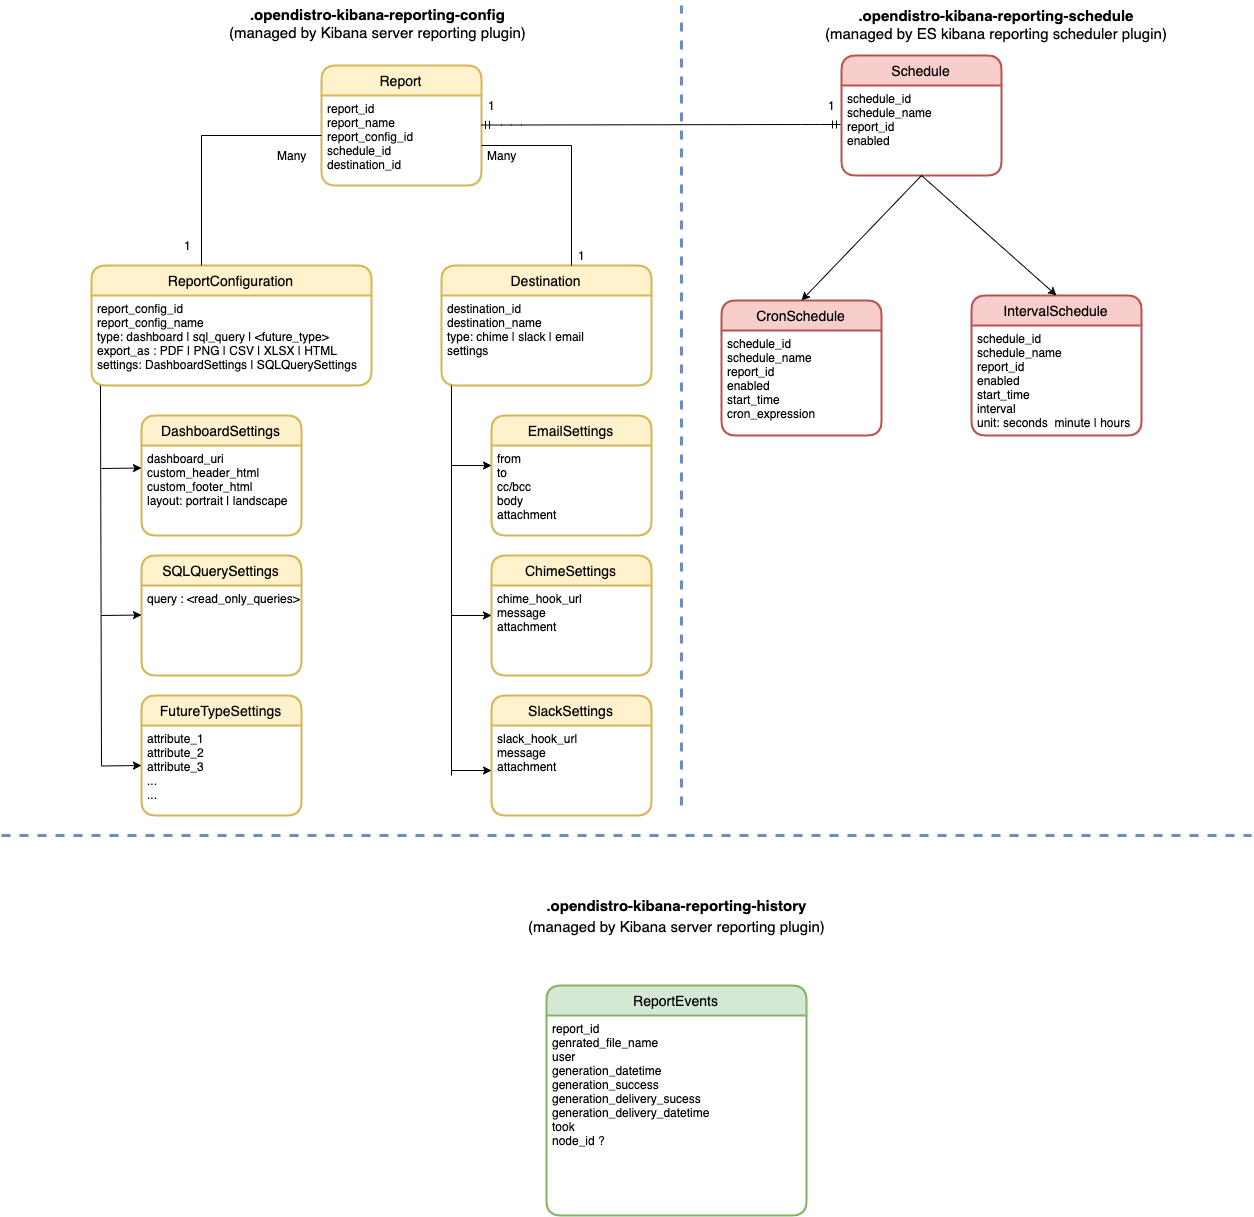 .opendistro-kibana-reporting-config
(managed by Kibana server reporting plugin)
.opendistro-kibana-reporting-schedule
(managed by ES kibana reporting scheduler plugin)
Report
report_id
report_name
report_config_id
schedule_id
destination_id
1
1
Many
Many
1
1
Schedule
schedule_id
schedule_name
report_id
enabled
ReportConfiguration
report_config_id
report_config_name
type: dashboard | sql_query | <future_type>
export_as : PDF | PNG | CSV | XLSX | HTML
settings: DashboardSettings | SQLQuerySettings
Destination
destination_id
destination_name
type: chime | slack | email
settings
CronSchedule
schedule_id
schedule_name
report_id
enabled
start_time
cron_expression
IntervalSchedule
schedule_id
schedule_name
report_id
enabled
start_time
interval
unit: seconds  minute | hours
DashboardSettings
dashboard_uri
custom_header_html
custom_footer_html
layout: portrait | landscape
EmailSettings
from
to
cc/bcc
body
attachment
SQLQuerySettings
query : <read_only_queries>
ChimeSettings
chime_hook_url
message
attachment
FutureTypeSettings
attribute_1
attribute_2
attribute_3
...
...
SlackSettings
slack_hook_url
message
attachment
.opendistro-kibana-reporting-history
(managed by Kibana server reporting plugin)
ReportEvents
report_id
genrated_file_name
user
generation_datetime
generation_success
generation_delivery_sucess
generation_delivery_datetime
took
node_id ?